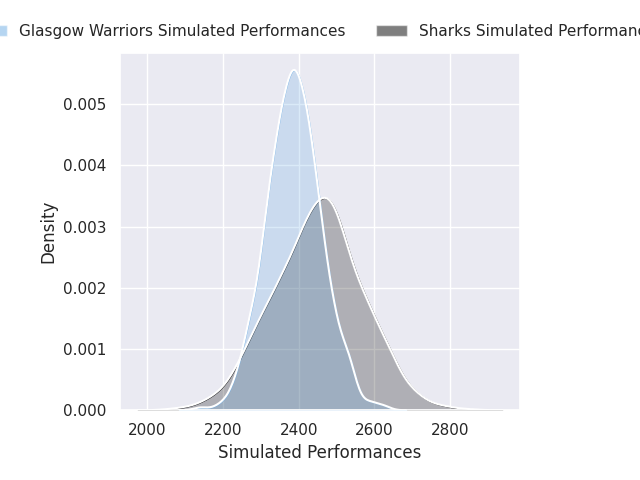 Glasgow Warriors Simulated Performances
Sharks Simulated
0.005
0.004
0.003
0.002
0.001
0.000
Density
2000 2200 2400 2600 2800
Simulated Performances